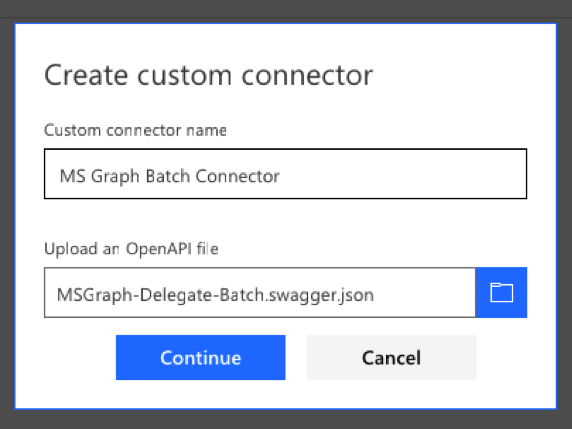 Create custom connector
Custom connector name
MS Graph Batch Connector
Upload an OpenAPI file
MSGraph-Delegate-Batch.swagger.json
Continue Cancel